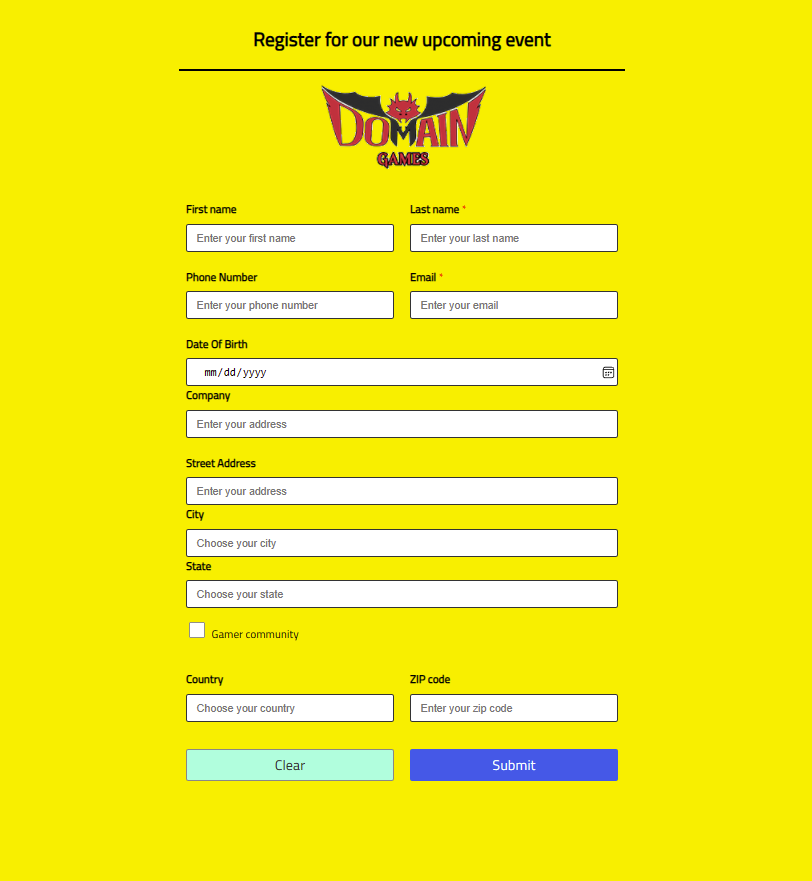 Register for our new upcoming event
DOMAIN
GAMES
First name
Last name *
Enter your first name
Enter your last name
Phone Number
Email *
Enter your phone number
Enter your email
Date Of Birth
mm/dd/yyyy
Company
Enter your address
Street Address
Enter your address
City
Choose your city
State
Choose your state
Gamer community
Country
ZIP code
Choose your country
Enter your zip code
Clear
Submit